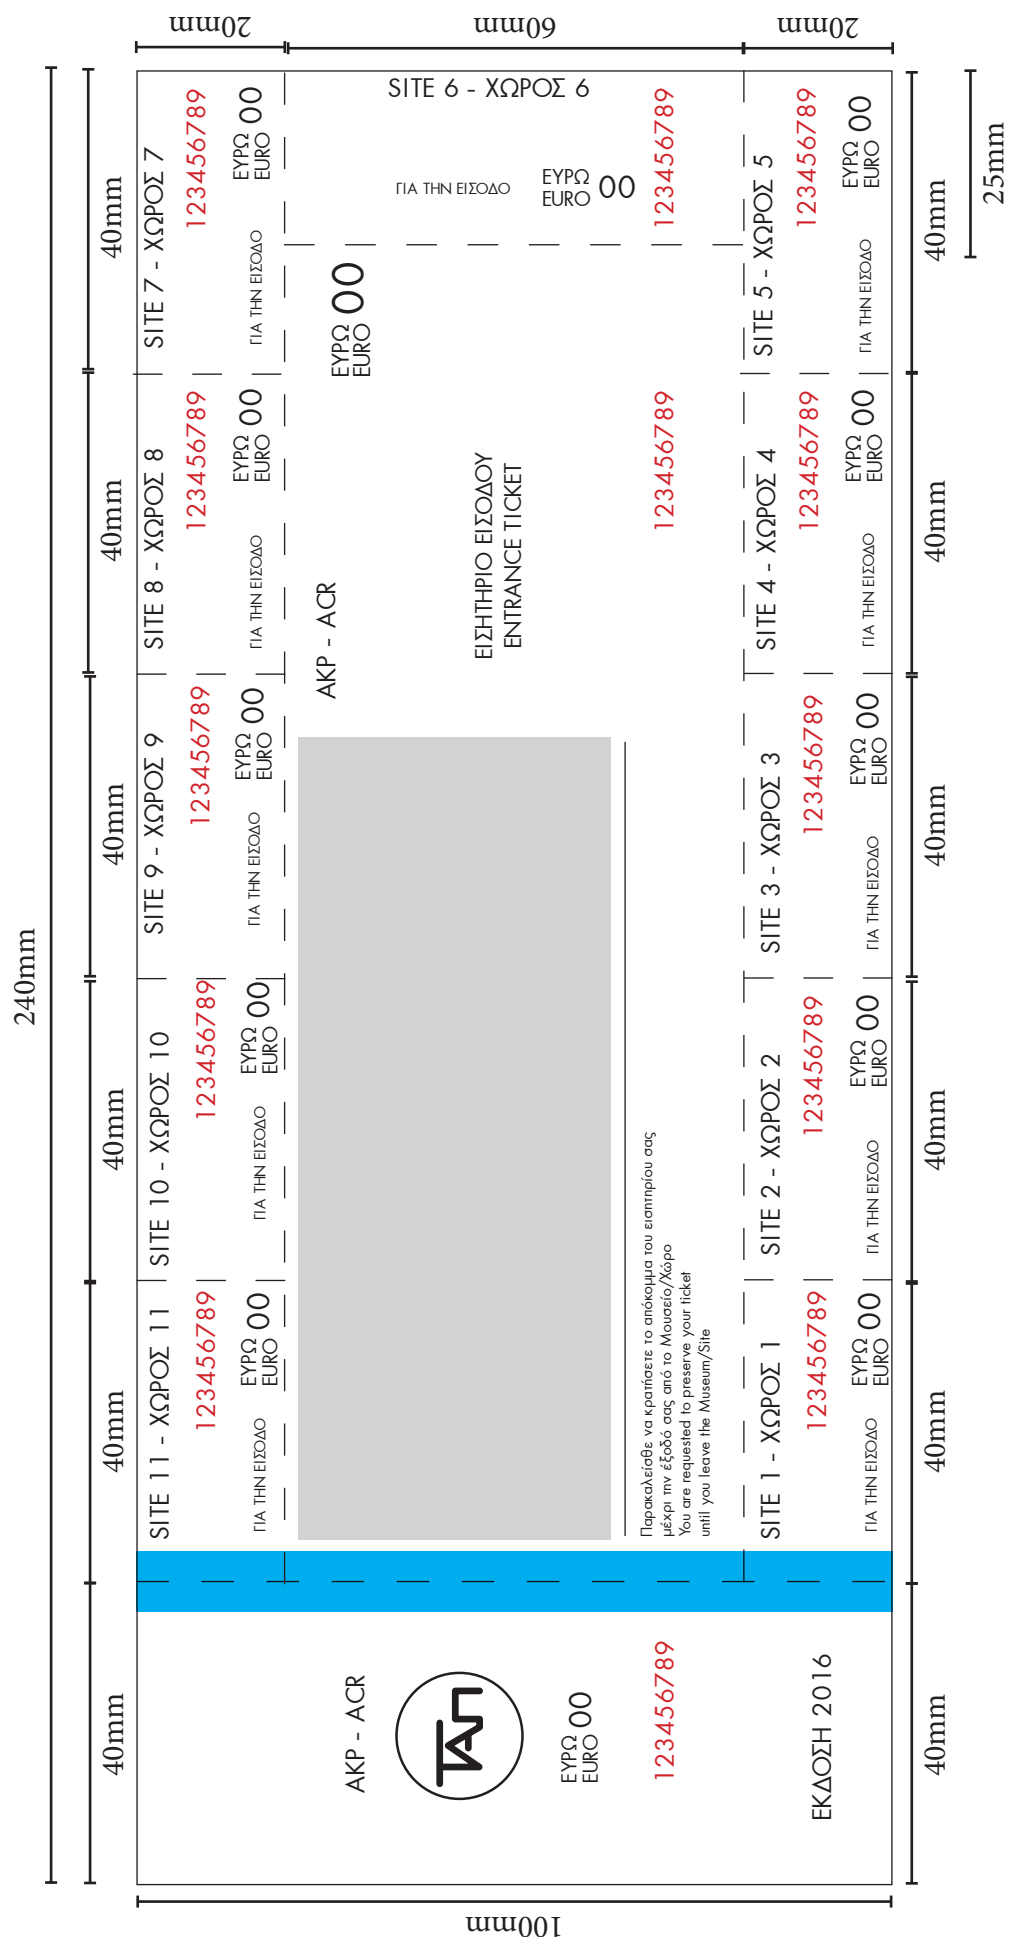 240mm
40mm
40mm
40mm
40mm
40mm
40mm
20mm
60mm
20mm
100mm
25mm
SITE 11 - ΧΩΡΟΣ 11
123456789
ΓΙΑ ΤΗΝ ΕΙΣΟΔΟ
ΕΥΡΩ
EURO 00
SITE 10 - ΧΩΡΟΣ 10
123456789
ΓΙΑ ΤΗΝ ΕΙΣΟΔΟ
ΕΥΡΩ
EURO 00
SITE 9 - ΧΩΡΟΣ 9
123456789
ΓΙΑ ΤΗΝ ΕΙΣΟΔΟ
ΕΥΡΩ
EURO 00
SITE 8 - ΧΩΡΟΣ 8
123456789
ΓΙΑ ΤΗΝ ΕΙΣΟΔΟ
ΕΥΡΩ
EURO 00
SITE 7 - ΧΩΡΟΣ 7
123456789
ΓΙΑ ΤΗΝ ΕΙΣΟΔΟ
ΕΥΡΩ
EURO 00
AKP - ACR
ΤΑΠ
ΕΥΡΩ
EURO 00
123456789
ΕΚΔΟΣΗ 2016
AKP - ACR
ΕΥΡΩ
EURO 00
ΕΙΣΗΤΗΡΙΟ ΕΙΣΟΔΟΥ
ENTRANCE TICKET
123456789
Παρακαλείσθε να κρατήσετε το απόκομμα του εισιτηρίου σας
μέχρι την έξοδό σας από το Μουσείο/Χώρο
You are requested to preserve your ticket
until you leave the Museum/Site
SITE 6 - ΧΩΡΟΣ 6
ΓΙΑ ΤΗΝ ΕΙΣΟΔΟ
ΕΥΡΩ
EURO 00
123456789
SITE 1 - ΧΩΡΟΣ 1
123456789
ΓΙΑ ΤΗΝ ΕΙΣΟΔΟ
ΕΥΡΩ
EURO 00
SITE 2 - ΧΩΡΟΣ 2
123456789
ΓΙΑ ΤΗΝ ΕΙΣΟΔΟ
ΕΥΡΩ
EURO 00
SITE 3 - ΧΩΡΟΣ 3
123456789
ΓΙΑ ΤΗΝ ΕΙΣΟΔΟ
ΕΥΡΩ
EURO 00
SITE 4 - ΧΩΡΟΣ 4
123456789
ΓΙΑ ΤΗΝ ΕΙΣΟΔΟ
ΕΥΡΩ
EURO 00
SITE 5 - ΧΩΡΟΣ 5
123456789
ΓΙΑ ΤΗΝ ΕΙΣΟΔΟ
ΕΥΡΩ
EURO 00
40mm
40mm
40mm
40mm
40mm
40mm